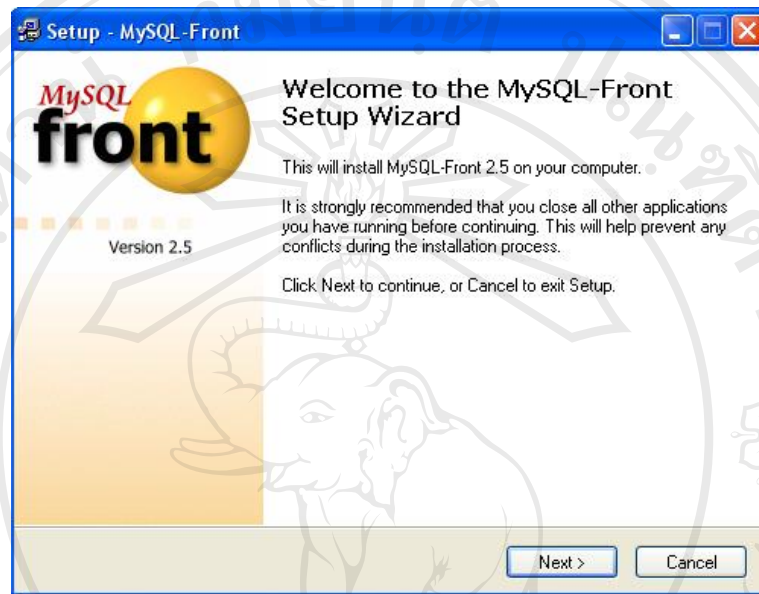 Setup - MySQL-Front
MySQL
front
Version 2.5
Welcome to the MySQL-Front
Setup Wizard
This will install MySQL-Front 2.5 on your computer.
It is strongly recommended that you close all other applications
you have running before continuing. This will help prevent any
conflicts during the installation process.
Click Next to continue, or Cancel to exit Setup.
Next >
Cancel